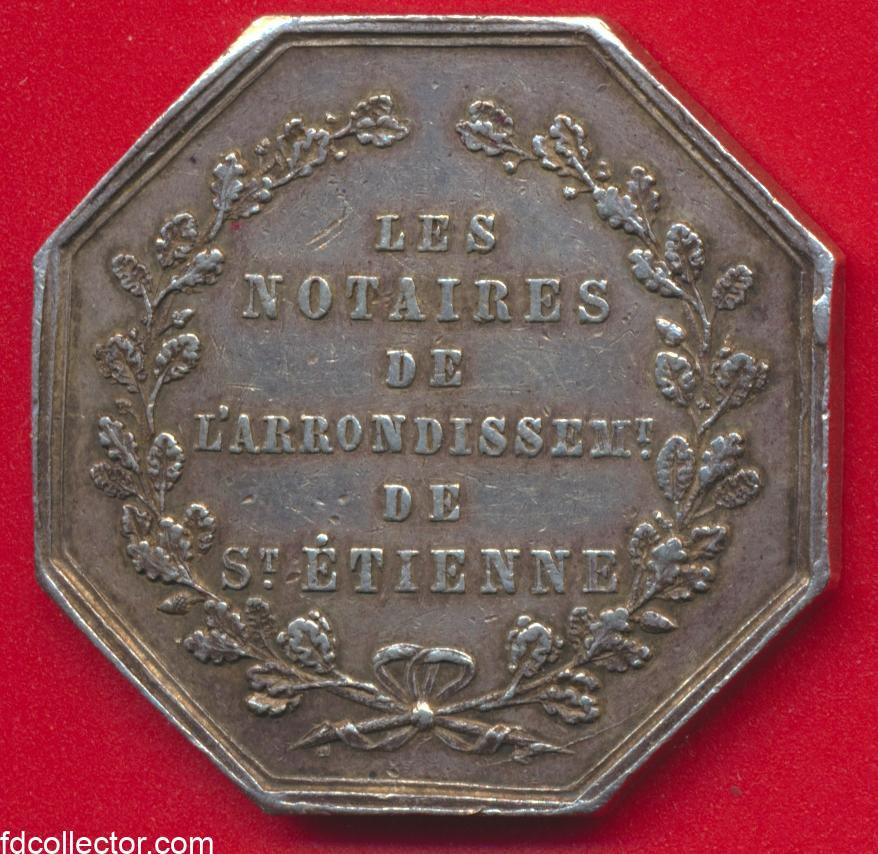 LES
NOTAIRES
DE
L'ARRONDISSEMT.
DE
ST. ÉTIENNE
fdcollector.com